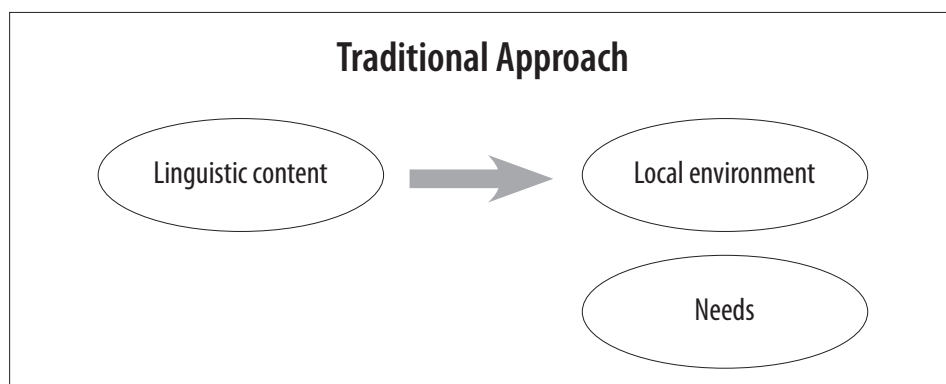 Traditional Approach
Linguistic content
Local environment
Needs